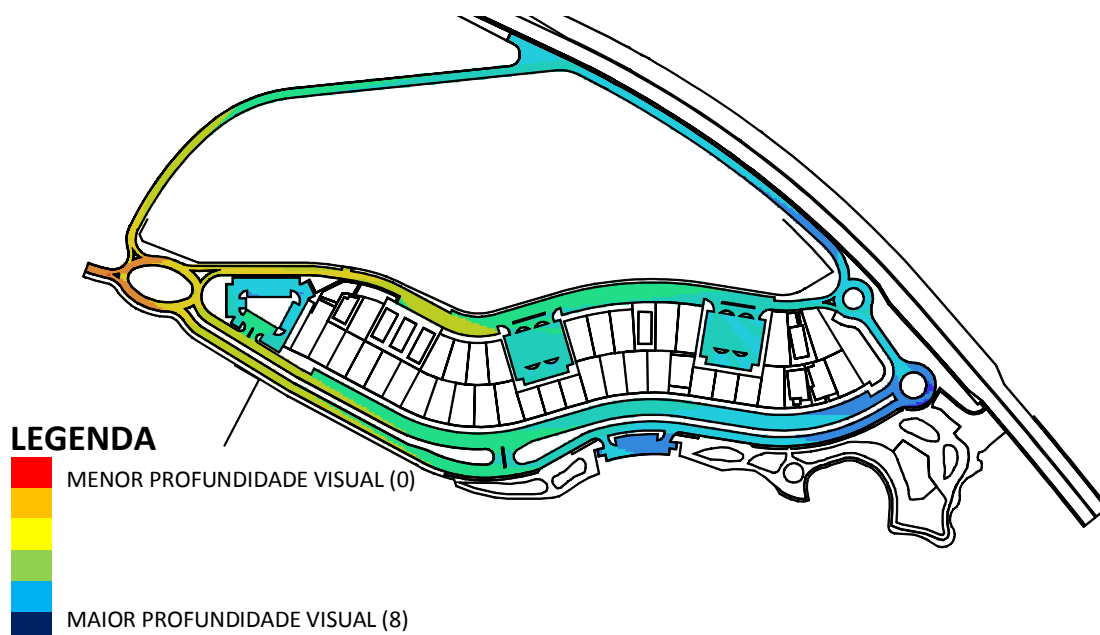 LEGENDA
MENOR PROFUNDIDADE VISUAL (0)
MAIOR PROFUNDIDADE VISUAL (8)